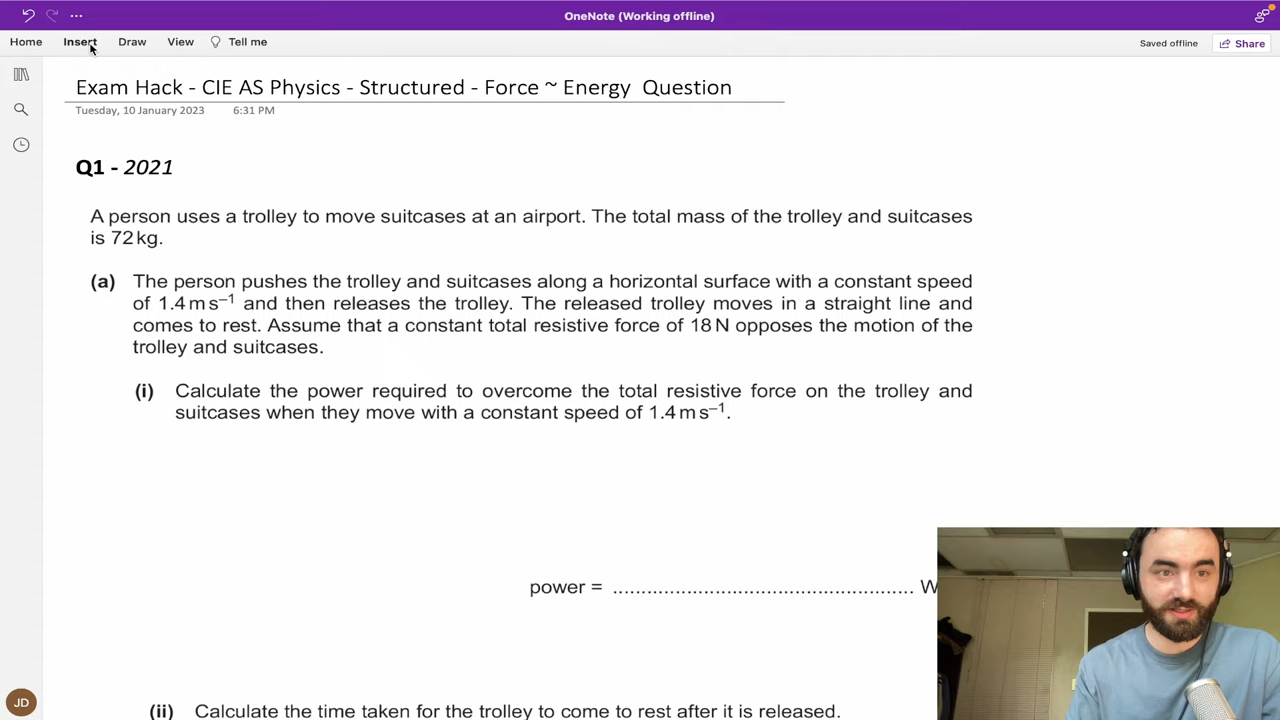 OneNote (Working offline)
Home Insert Draw View Tell me
Saved offline Share
Exam Hack - CIE AS Physics - Structured - Force ~ Energy Question
Tuesday, 10 January 2023 6:31 PM
Q1 - 2021
A person uses a trolley to move suitcases at an airport. The total mass of the trolley and suitcases
is 72 kg.
(a) The person pushes the trolley and suitcases along a horizontal surface with a constant speed
of 1.4 m s⁻¹ and then releases the trolley. The released trolley moves in a straight line and
comes to rest. Assume that a constant total resistive force of 18 N opposes the motion of the
trolley and suitcases.
(i) Calculate the power required to overcome the total resistive force on the trolley and
suitcases when they move with a constant speed of 1.4 m s⁻¹.
power = ..................................................... W
(ii) Calculate the time taken for the trolley to come to rest after it is released.
JD